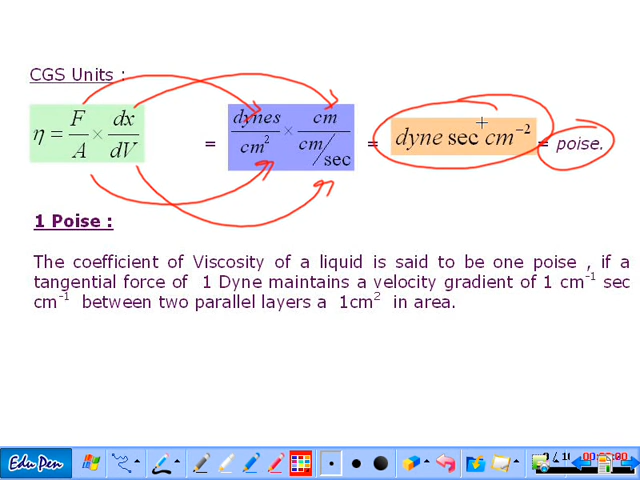 CGS Units :
η = F/A × dx/dV = dynes/cm² × cm/cm/sec = dyne sec cm⁻² = poise.
1 Poise :
The coefficient of Viscosity of a liquid is said to be one poise , if a
tangential force of 1 Dyne maintains a velocity gradient of 1 cm⁻¹ sec
cm⁻¹ between two parallel layers a 1cm² in area.
Edu Pen